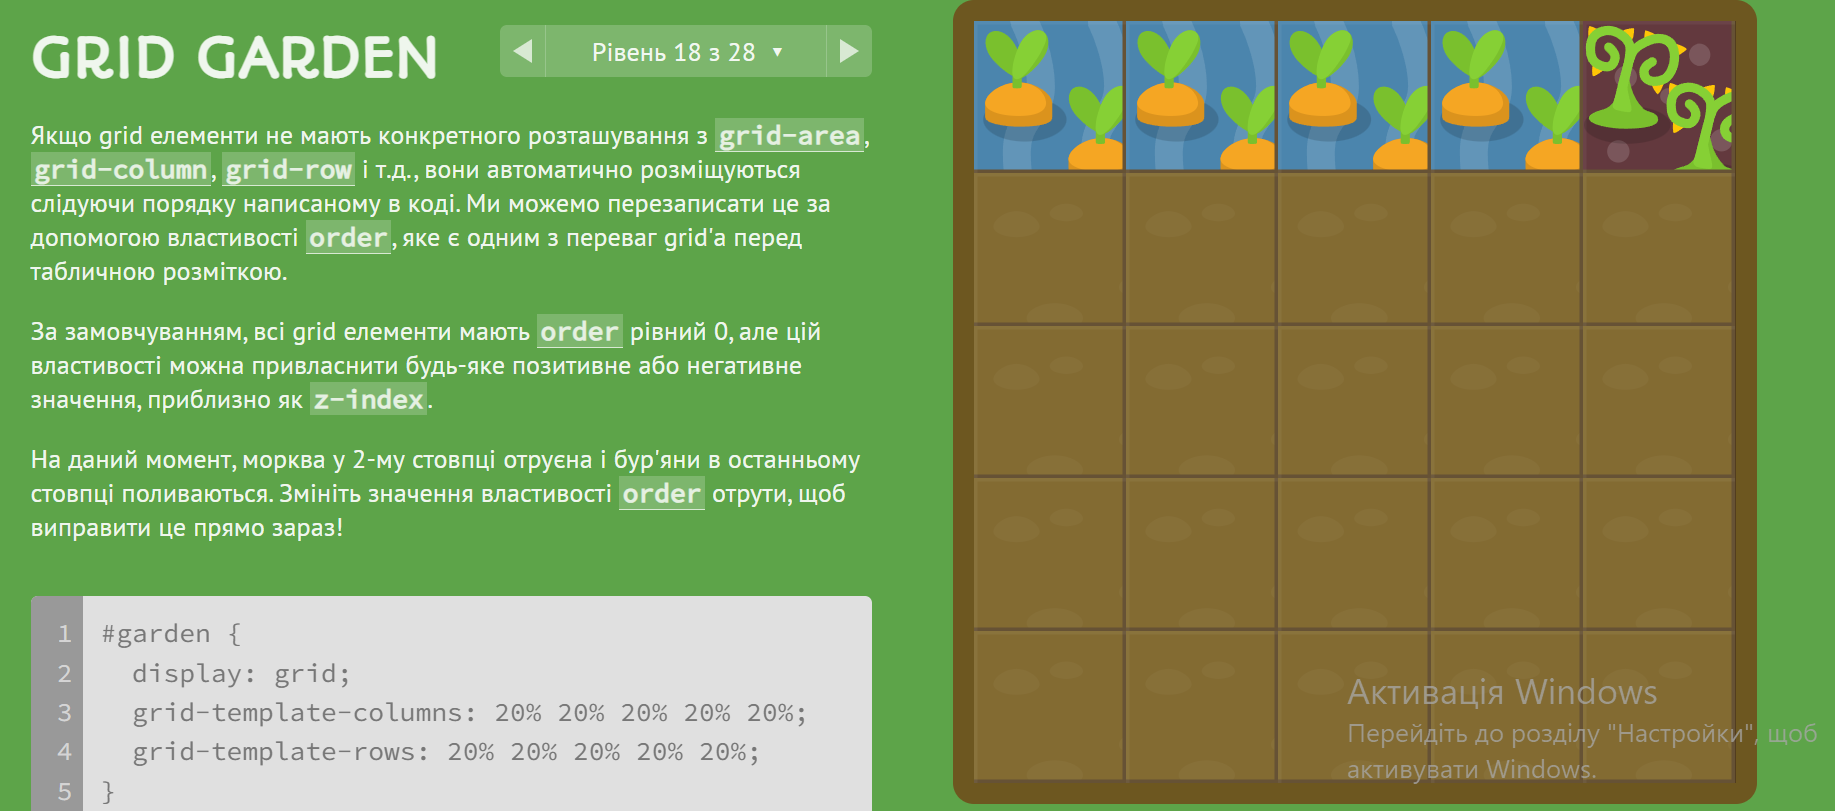 GRID GARDEN
Рівень 18 з 28
Якщо grid елементи не мають конкретного розташування з grid-area,
grid-column, grid-row і т.д., вони автоматично розміщуються
слідуючи порядку написаному в коді. Ми можемо перезаписати це за
допомогою властивості order, яке є одним з переваг grid'а перед
табличною розміткою.
За замовчуванням, всі grid елементи мають order рівний 0, але цій
властивості можна привласнити будь-яке позитивне або негативне
значення, приблизно як z-index.
На даний момент, морква у 2-му стовпці отруєна і бур'яни в останньому
стовпці поливаються. Змініть значення властивості order отрути, щоб
виправити це прямо зараз!
1 #garden {
2 display: grid;
3 grid-template-columns: 20% 20% 20% 20% 20%;
4 grid-template-rows: 20% 20% 20% 20% 20%;
5 }
Активація Windows
Перейдіть до розділу "Настройки", щоб
активувати Windows.